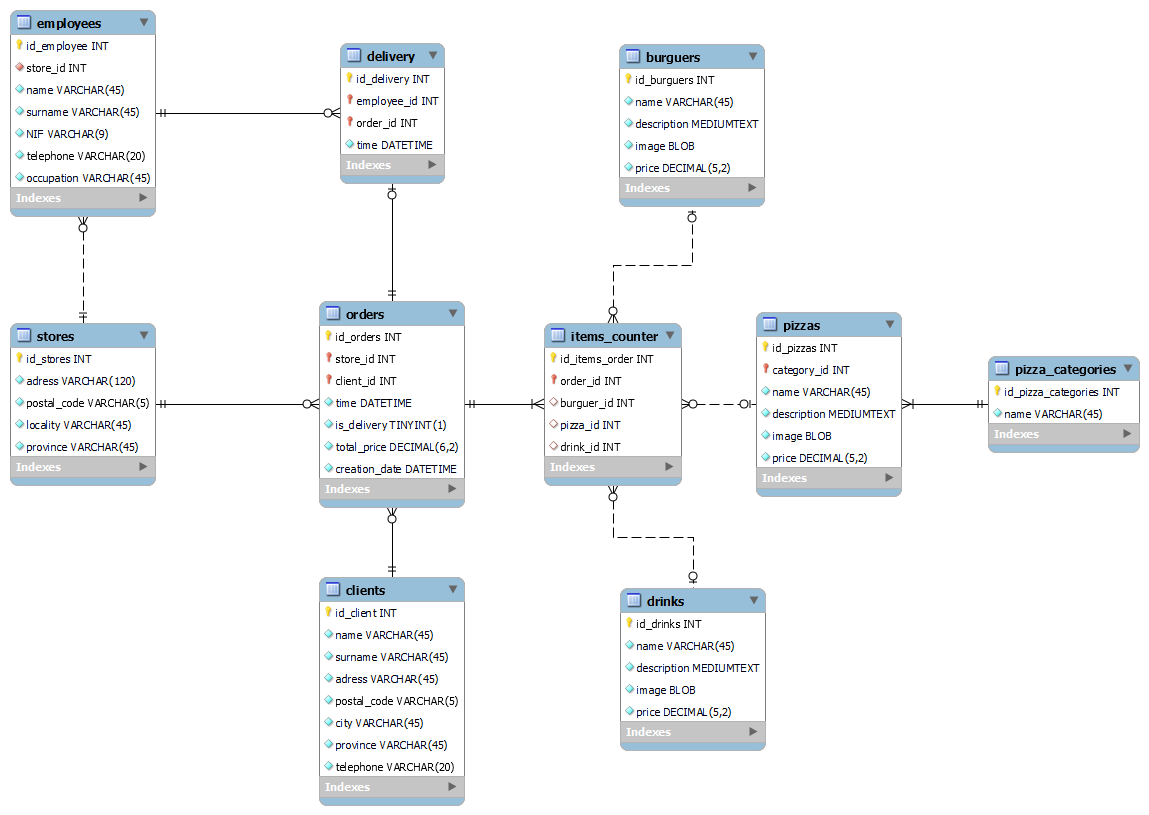 employees
id_employee INT
store_id INT
name VARCHAR(45)
surname VARCHAR(45)
NIF VARCHAR(9)
telephone VARCHAR(20)
occupation VARCHAR(45)
Indexes
delivery
id_delivery INT
employee_id INT
order_id INT
time DATETIME
Indexes
burguers
id_burguers INT
name VARCHAR(45)
description MEDIUMTEXT
image BLOB
price DECIMAL(5,2)
Indexes
stores
id_stores INT
adress VARCHAR(120)
postal_code VARCHAR(5)
locality VARCHAR(45)
province VARCHAR(45)
Indexes
orders
id_orders INT
store_id INT
client_id INT
time DATETIME
is_delivery TINYINT(1)
total_price DECIMAL(6,2)
creation_date DATETIME
Indexes
items_counter
id_items_order INT
order_id INT
burguer_id INT
pizza_id INT
drink_id INT
Indexes
pizzas
id_pizzas INT
category_id INT
name VARCHAR(45)
description MEDIUMTEXT
image BLOB
price DECIMAL(5,2)
Indexes
pizza_categories
id_pizza_categories INT
name VARCHAR(45)
Indexes
clients
id_client INT
name VARCHAR(45)
surname VARCHAR(45)
adress VARCHAR(45)
postal_code VARCHAR(5)
city VARCHAR(45)
province VARCHAR(45)
telephone VARCHAR(20)
Indexes
drinks
id_drinks INT
name VARCHAR(45)
description MEDIUMTEXT
image BLOB
price DECIMAL(5,2)
Indexes